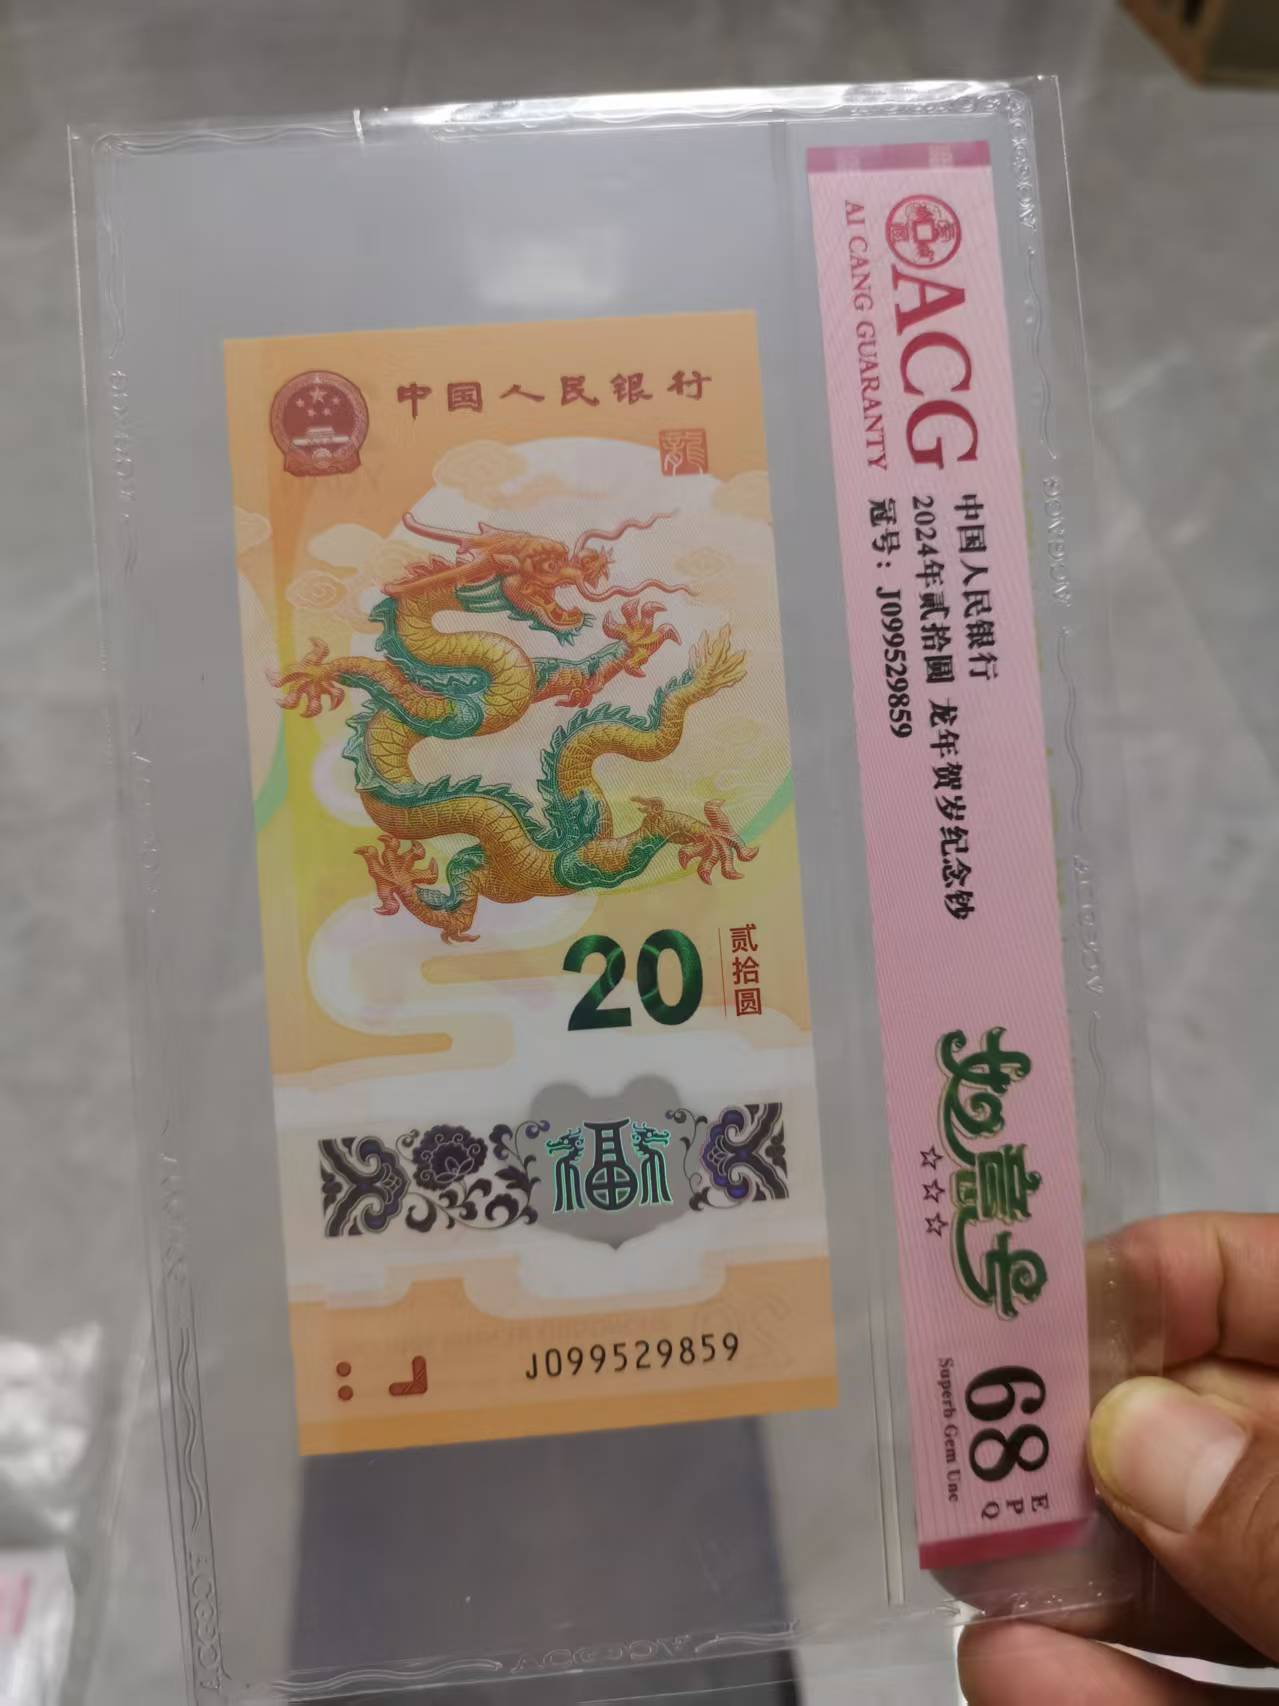 中国人民银行
龍
20
贰拾圆
福
J099529859
ACG
AI CANG GUARANTY
中国人民银行
2024年贰拾圆 龙年贺岁纪念钞
冠号：J099529859
如意号
☆☆☆
68
EPQ
Superb Gem Unc